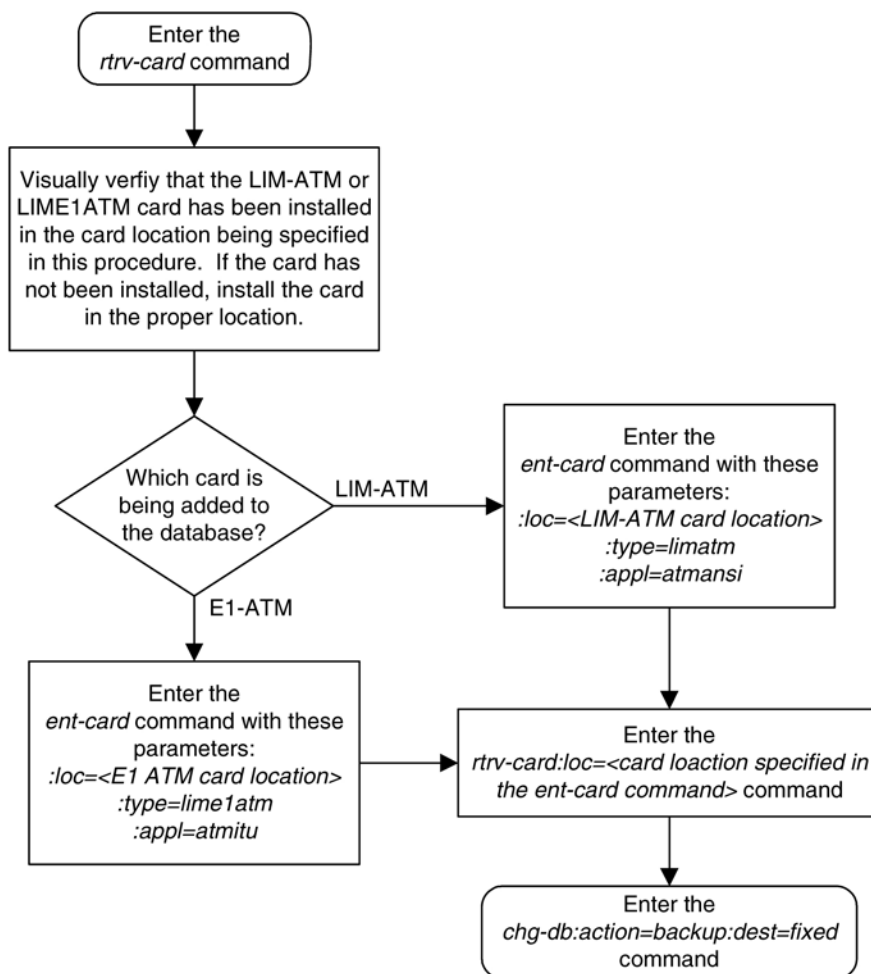 Enter the
rtrv-card command
Visually verfiy that the LIM-ATM or
LIME1ATM card has been installed
in the card location being specified
in this procedure.  If the card has
not been installed, install the card
in the proper location.
Which card is
being added to
the database?
LIM-ATM
Enter the
ent-card command with these
parameters:
:loc=<LIM-ATM card location>
:type=limatm
:appl=atmansi
E1-ATM
Enter the
ent-card command with these
parameters:
:loc=<E1 ATM card location>
:type=lime1atm
:appl=atmitu
Enter the
rtrv-card:loc=<card loaction specified in
the ent-card command> command
Enter the
chg-db:action=backup:dest=fixed
command